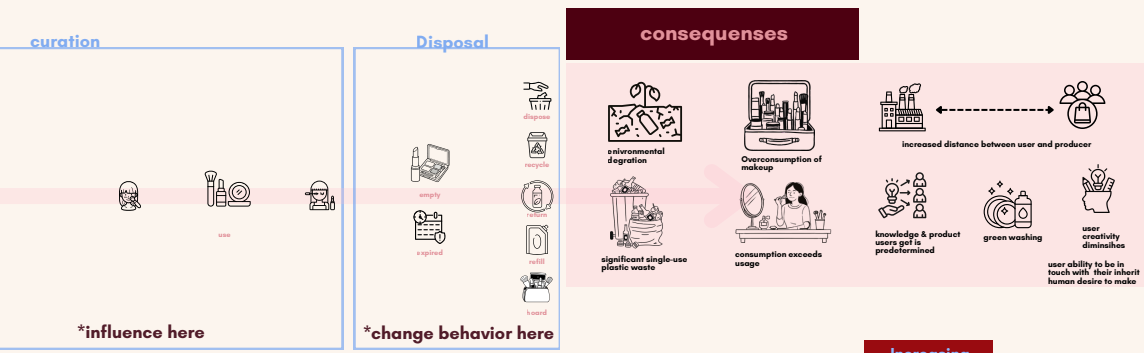 curation
use
*influence here
Disposal
dispose
recycle
empty
return
expired
refill
hoard
*change behavior here
consequenses
enivronmental
degration
Overconsumption of
makeup
increased distance between user and producer
significant single-use
plastic waste
consumption exceeds
usage
knowledge & product
users get is
predefermined
green washing
user
creativity
diminsihes
user ability to be in
touch with their inherit
human desire to make
Increasing